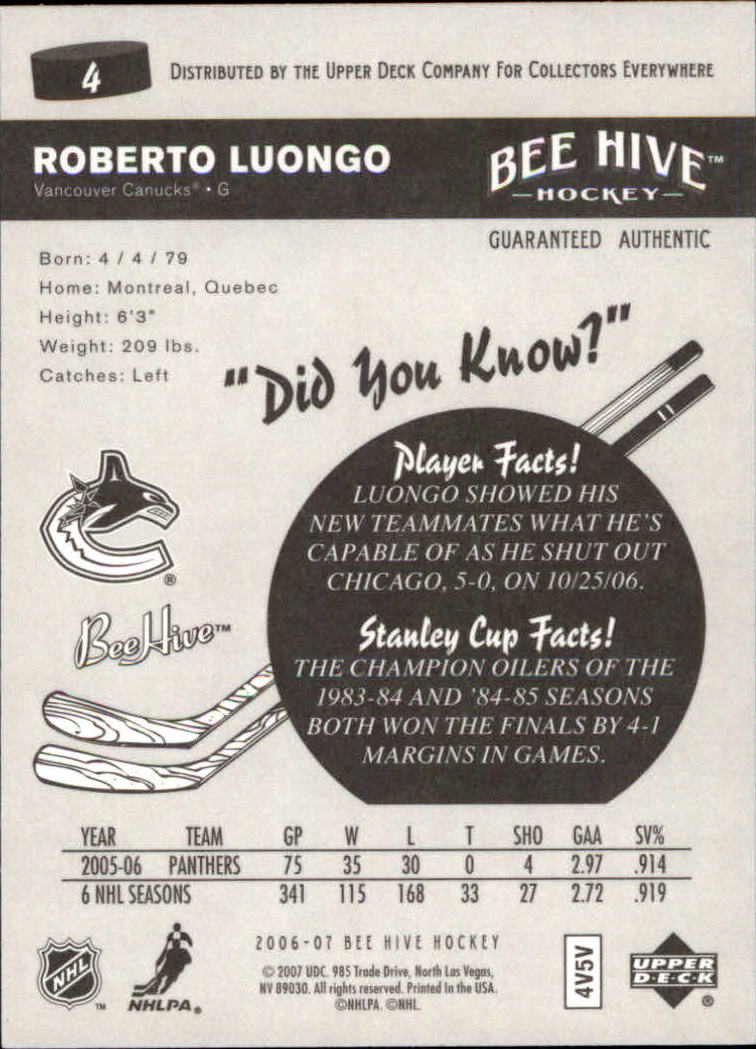 4
DISTRIBUTED BY THE UPPER DECK COMPANY FOR COLLECTORS EVERYWHERE
ROBERTO LUONGO
Vancouver Canucks® • G
BEE HIVE™
—HOCKEY—
GUARANTEED AUTHENTIC
Born: 4 / 4 / 79
Home: Montreal, Quebec
Height: 6'3"
Weight: 209 lbs.
Catches: Left
"Did You Know?"
Player Facts!
LUONGO SHOWED HIS
NEW TEAMMATES WHAT HE'S
CAPABLE OF AS HE SHUT OUT
CHICAGO, 5-0, ON 10/25/06.
®
BeeHive™
Stanley Cup Facts!
THE CHAMPION OILERS OF THE
1983-84 AND '84-85 SEASONS
BOTH WON THE FINALS BY 4-1
MARGINS IN GAMES.
YEAR TEAM GP W L T SHO GAA SV%
2005-06 PANTHERS 75 35 30 0 4 2.97 .914
6 NHL SEASONS 341 115 168 33 27 2.72 .919
2006-07 BEE HIVE HOCKEY
© 2007 UDC. 985 Trade Drive, North Las Vegas,
NV 89030. All rights reserved. Printed in the USA.
©NHLPA. ©NHL.
NHL ™
NHLPA®
4V5V
UPPER
D·E·C·K ®